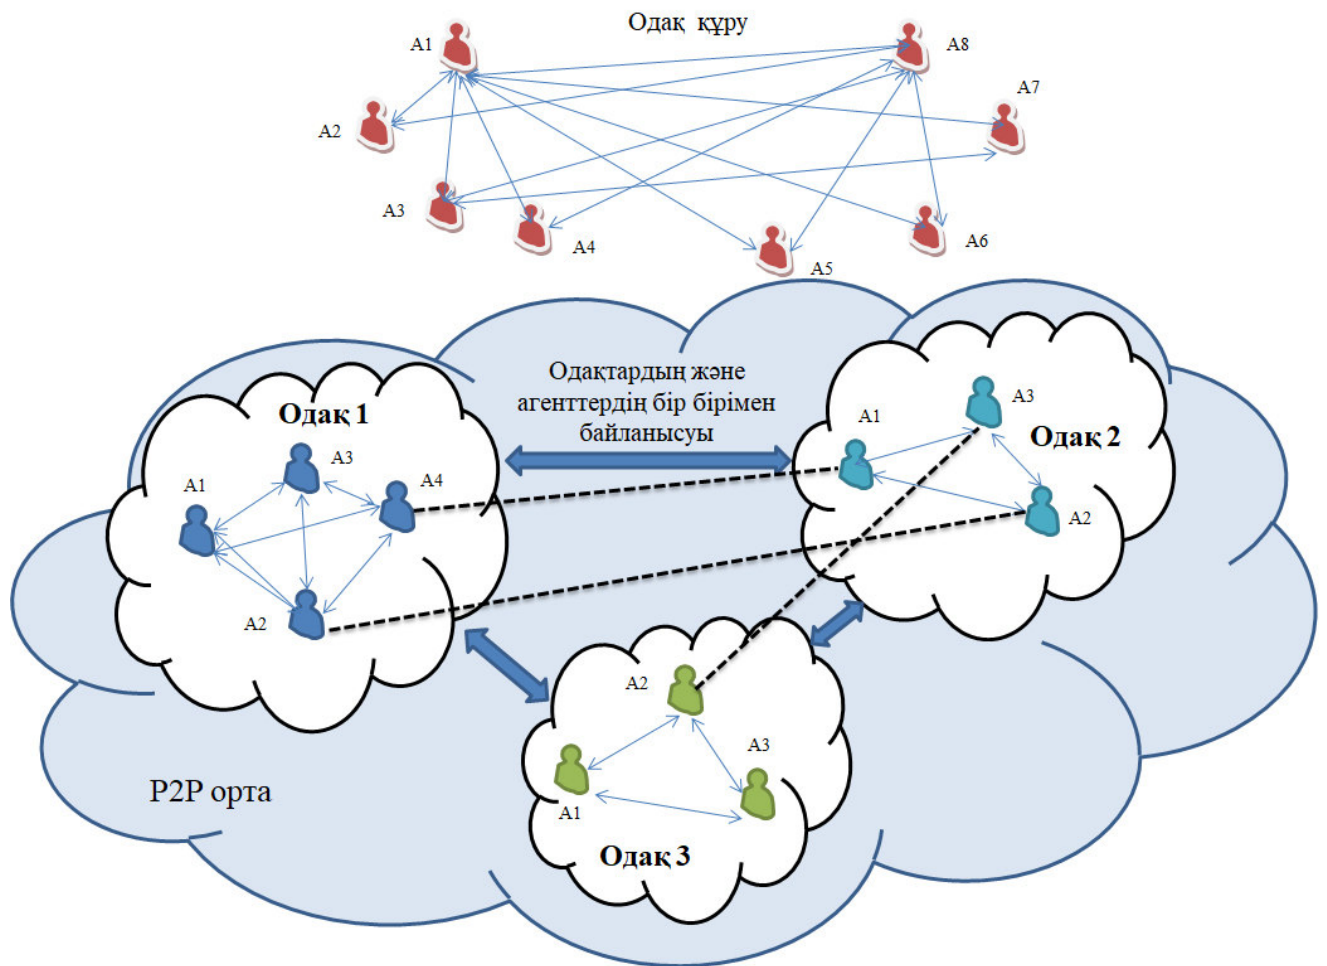 Одақ құру
A1
A8
A7
A2
A3
A4
A5
A6
Одақтардың және
агенттердің бір бірімен
байланысуы
Одақ 1
A3
A1
A4
A2
A3
A1
Одақ 2
A2
A2
A3
A1
Одақ 3
P2P орта